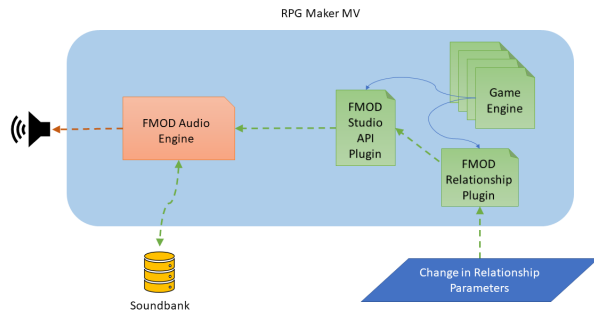 RPG Maker MV
FMOD Audio
Engine
FMOD
Studio
API
Plugin
Game
Engine
FMOD
Relationship
Plugin
Soundbank
Change in Relationship
Parameters